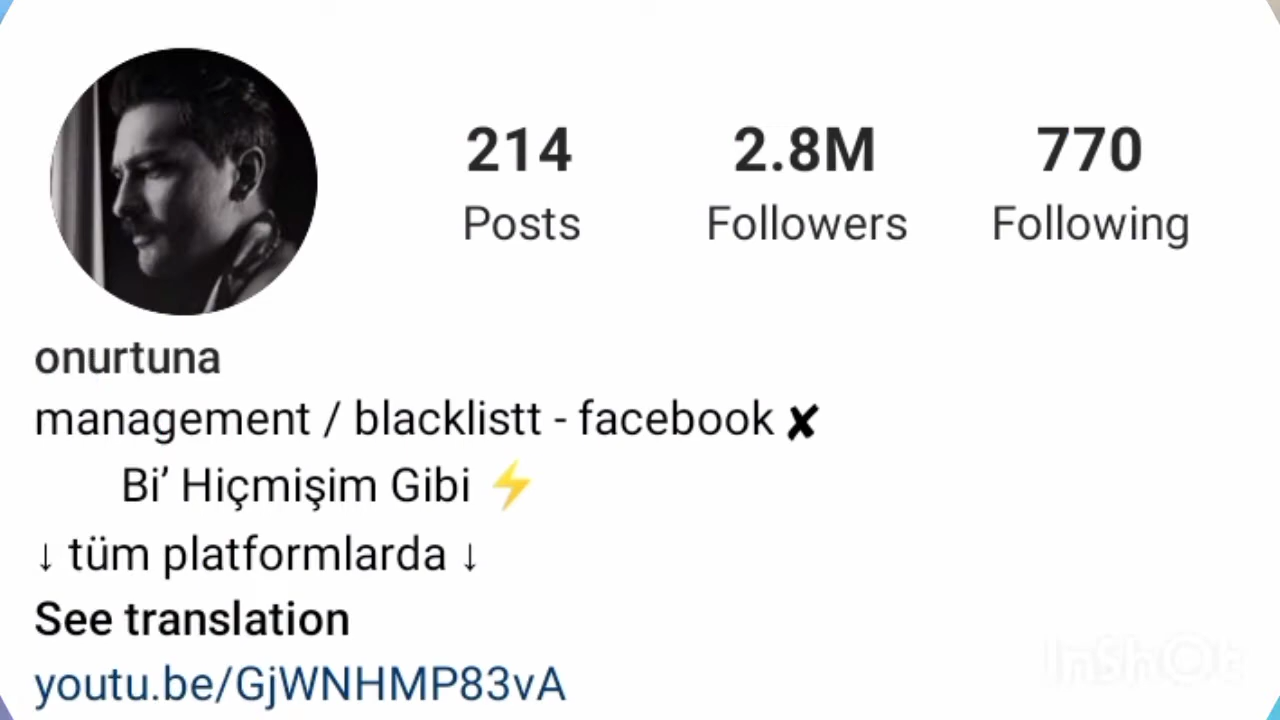 214 2.8M 770
Posts Followers Following
onurtuna
management / blacklistt - facebook ✘
Bi’ Hiçmişim Gibi ⚡
↓ tüm platformlarda ↓
See translation
youtu.be/GjWNHMP83vA
InShOt